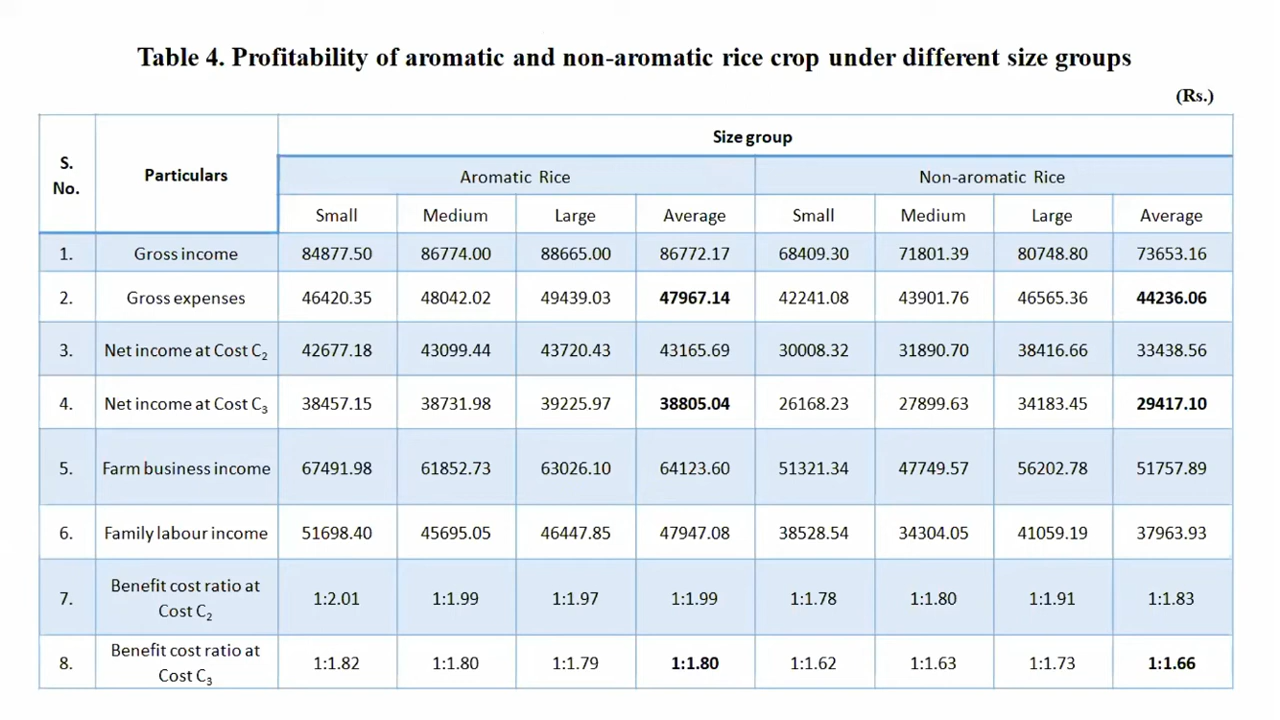 Table 4. Profitability of aromatic and non-aromatic rice crop under different size groups
(Rs.)
S. No. Particulars Size group
Aromatic Rice Non-aromatic Rice
Small Medium Large Average Small Medium Large Average
1. Gross income 84877.50 86774.00 88665.00 86772.17 68409.30 71801.39 80748.80 73653.16
2. Gross expenses 46420.35 48042.02 49439.03 47967.14 42241.08 43901.76 46565.36 44236.06
3. Net income at Cost C2 42677.18 43099.44 43720.43 43165.69 30008.32 31890.70 38416.66 33438.56
4. Net income at Cost C3 38457.15 38731.98 39225.97 38805.04 26168.23 27899.63 34183.45 29417.10
5. Farm business income 67491.98 61852.73 63026.10 64123.60 51321.34 47749.57 56202.78 51757.89
6. Family labour income 51698.40 45695.05 46447.85 47947.08 38528.54 34304.05 41059.19 37963.93
7. Benefit cost ratio at Cost C2 1:2.01 1:1.99 1:1.97 1:1.99 1:1.78 1:1.80 1:1.91 1:1.83
8. Benefit cost ratio at Cost C3 1:1.82 1:1.80 1:1.79 1:1.80 1:1.62 1:1.63 1:1.73 1:1.66